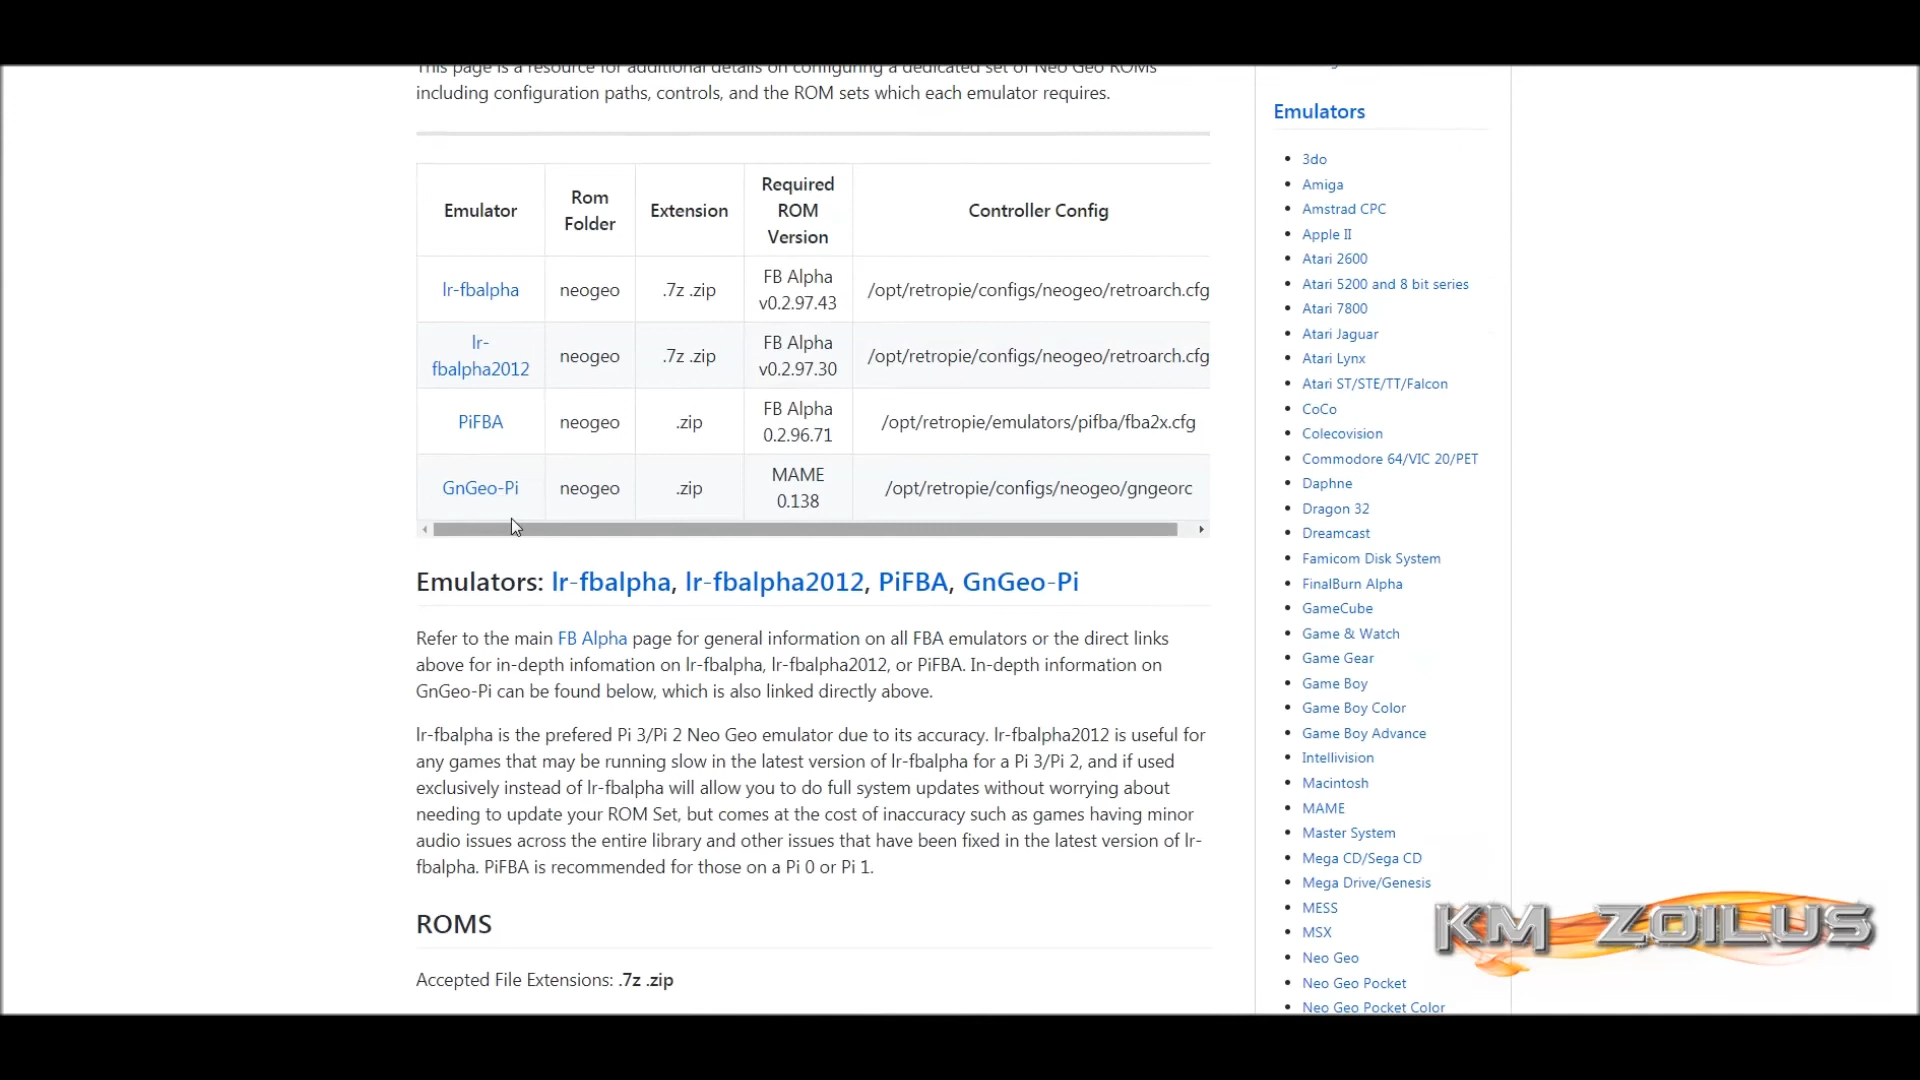 This page is a resource for additional details on configuring a dedicated set of Neo Geo ROMs
including configuration paths, controls, and the ROM sets which each emulator requires.
Emulator
Rom
Folder
Extension
Required
ROM
Version
Controller Config
lr-fbalpha
neogeo
.7z .zip
FB Alpha
v0.2.97.43
/opt/retropie/configs/neogeo/retroarch.cfg
lr-
fbalpha2012
neogeo
.7z .zip
FB Alpha
v0.2.97.30
/opt/retropie/configs/neogeo/retroarch.cfg
PiFBA
neogeo
.zip
FB Alpha
0.2.96.71
/opt/retropie/emulators/pifba/fba2x.cfg
GnGeo-Pi
neogeo
.zip
MAME
0.138
/opt/retropie/configs/neogeo/gngeorc
Emulators: lr-fbalpha, lr-fbalpha2012, PiFBA, GnGeo-Pi
Refer to the main FB Alpha page for general information on all FBA emulators or the direct links
above for in-depth infomation on lr-fbalpha, lr-fbalpha2012, or PiFBA. In-depth information on
GnGeo-Pi can be found below, which is also linked directly above.
lr-fbalpha is the prefered Pi 3/Pi 2 Neo Geo emulator due to its accuracy. lr-fbalpha2012 is useful for
any games that may be running slow in the latest version of lr-fbalpha for a Pi 3/Pi 2, and if used
exclusively instead of lr-fbalpha will allow you to do full system updates without worrying about
needing to update your ROM Set, but comes at the cost of inaccuracy such as games having minor
audio issues across the entire library and other issues that have been fixed in the latest version of lr-
fbalpha. PiFBA is recommended for those on a Pi 0 or Pi 1.
ROMS
Accepted File Extensions: .7z .zip
Emulators
3do
Amiga
Amstrad CPC
Apple II
Atari 2600
Atari 5200 and 8 bit series
Atari 7800
Atari Jaguar
Atari Lynx
Atari ST/STE/TT/Falcon
CoCo
Colecovision
Commodore 64/VIC 20/PET
Daphne
Dragon 32
Dreamcast
Famicom Disk System
FinalBurn Alpha
GameCube
Game & Watch
Game Gear
Game Boy
Game Boy Color
Game Boy Advance
Intellivision
Macintosh
MAME
Master System
Mega CD/Sega CD
Mega Drive/Genesis
MESS
MSX
Neo Geo
Neo Geo Pocket
Neo Geo Pocket Color
KM ZOILUS